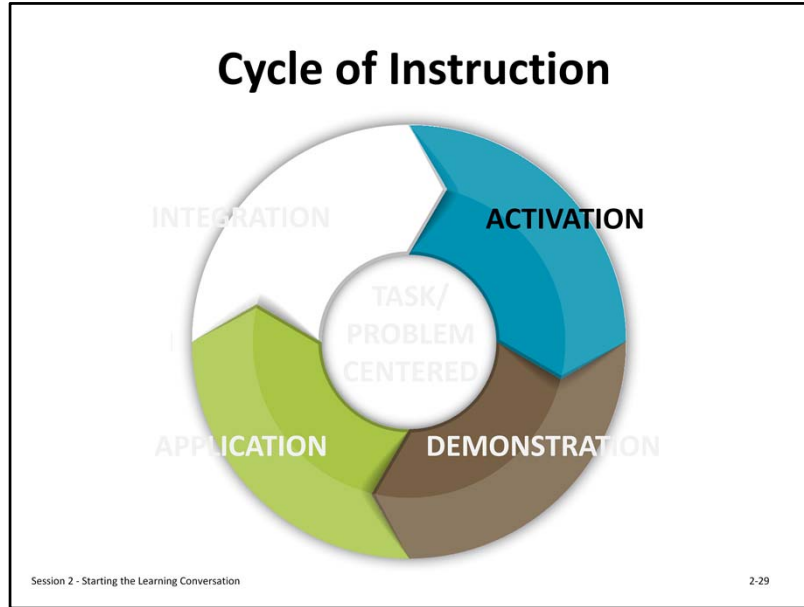 Cycle of Instruction
INTEGRATION
ACTIVATION
TASK/
PROBLEM
CENTERED
APPLICATION
DEMONSTRATION
Session 2 - Starting the Learning Conversation
2-29